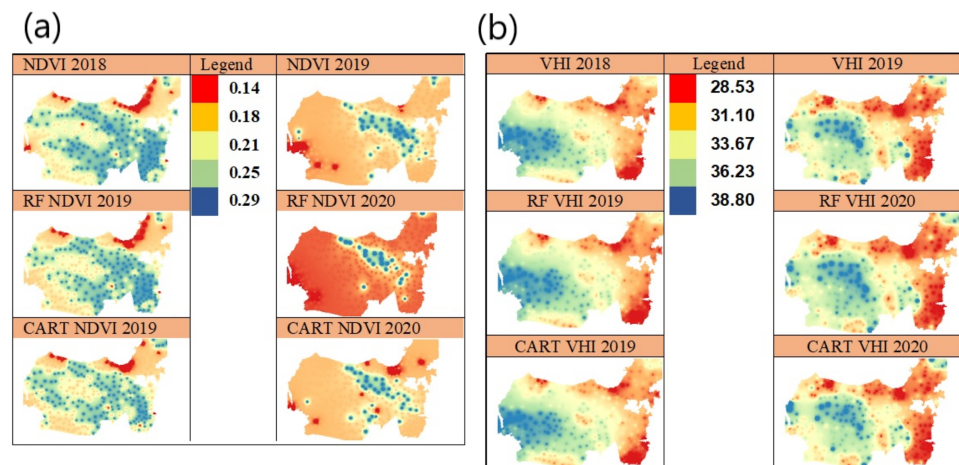 (a)
NDVI 2018 Legend NDVI 2019
0.14
0.18
0.21
0.25
0.29
RF NDVI 2019 RF NDVI 2020
CART NDVI 2019 CART NDVI 2020
(b)
VHI 2018 Legend VHI 2019
28.53
31.10
33.67
36.23
38.80
RF VHI 2019 RF VHI 2020
CART VHI 2019 CART VHI 2020